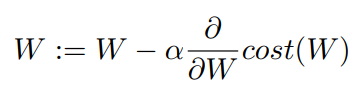 W := W − α ∂/∂W cost(W)